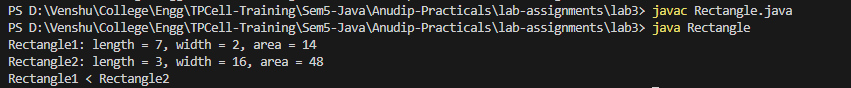 PS D:\Venshu\College\Engg\TPCell-Training\Sem5-Java\Anudip-Practicals\lab-assignments\lab3> javac Rectangle.java
PS D:\Venshu\College\Engg\TPCell-Training\Sem5-Java\Anudip-Practicals\lab-assignments\lab3> java Rectangle
Rectangle1: length = 7, width = 2, area = 14
Rectangle2: length = 3, width = 16, area = 48
Rectangle1 < Rectangle2